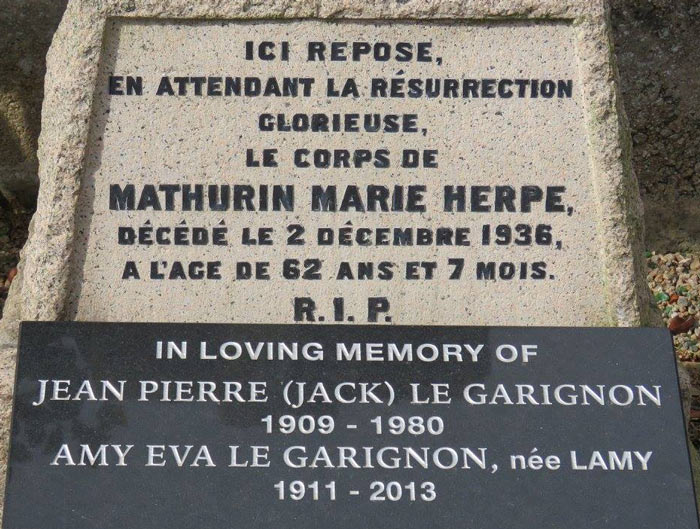 ICI REPOSE,
EN ATTENDANT LA RÉSURRECTION
GLORIEUSE,
LE CORPS DE
MATHURIN MARIE HERPE,
DÉCÉDÉ LE 2 DÉCEMBRE 1936,
A L'AGE DE 62 ANS ET 7 MOIS.
R. I. P.
IN LOVING MEMORY OF
JEAN PIERRE (JACK) LE GARIGNON
1909 - 1980
AMY EVA LE GARIGNON, née LAMY
1911 - 2013